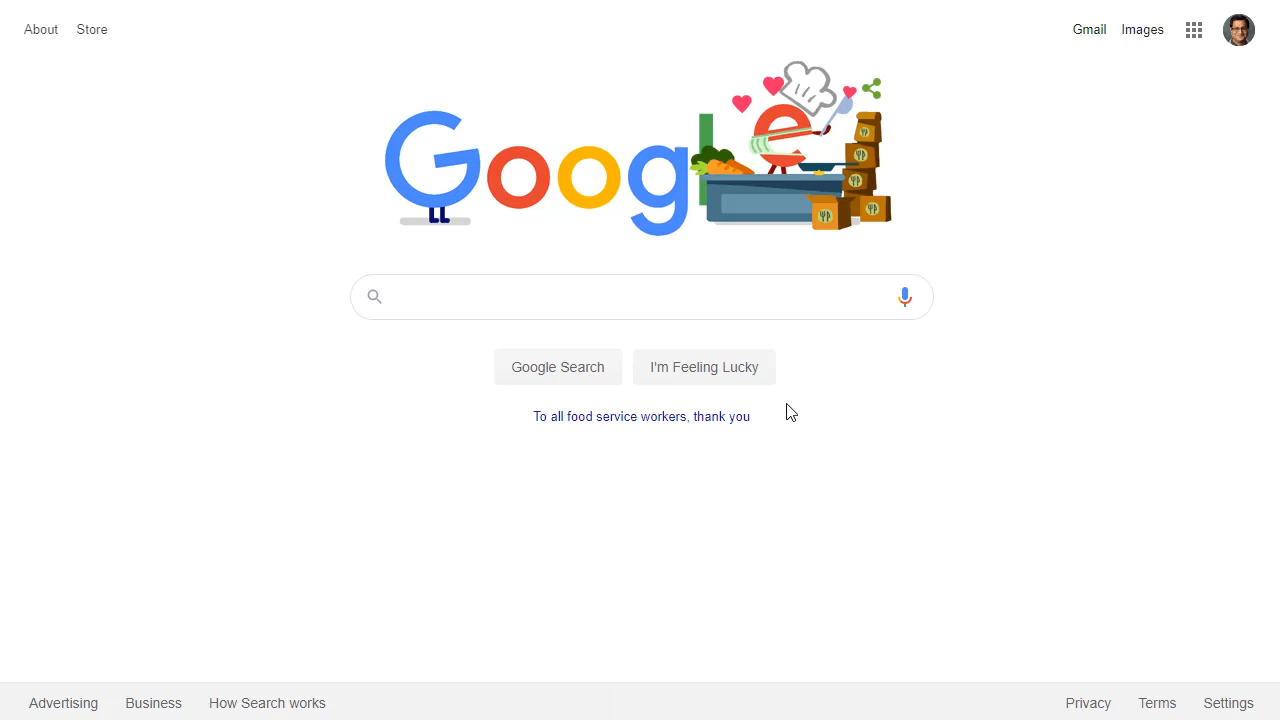 About Store
Gmail Images
Google
Google Search I'm Feeling Lucky
To all food service workers, thank you
Advertising Business How Search works
Privacy Terms Settings